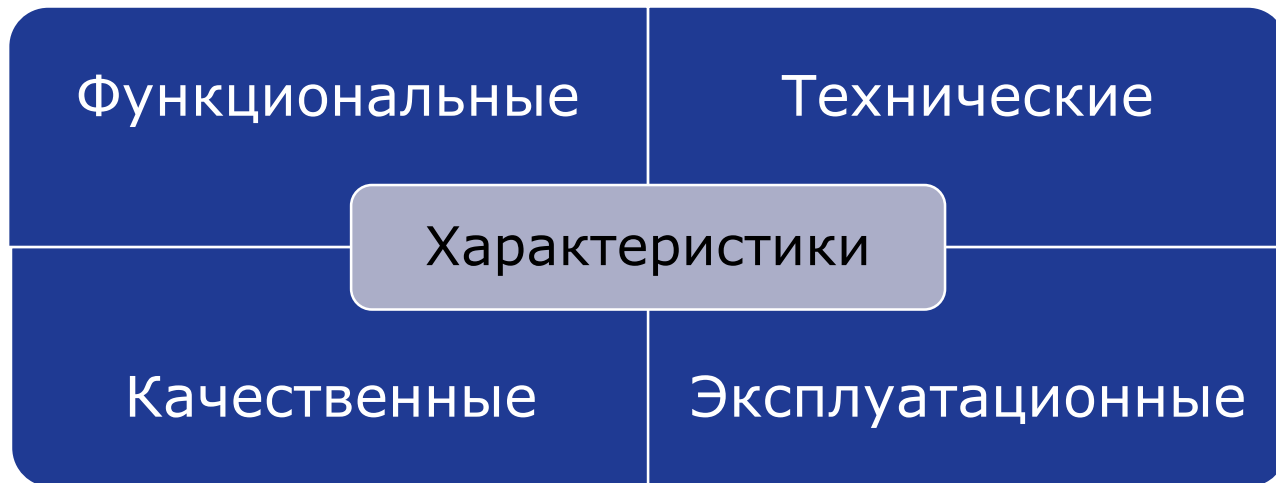 Функциональные
Технические
Характеристики
Качественные
Эксплуатационные